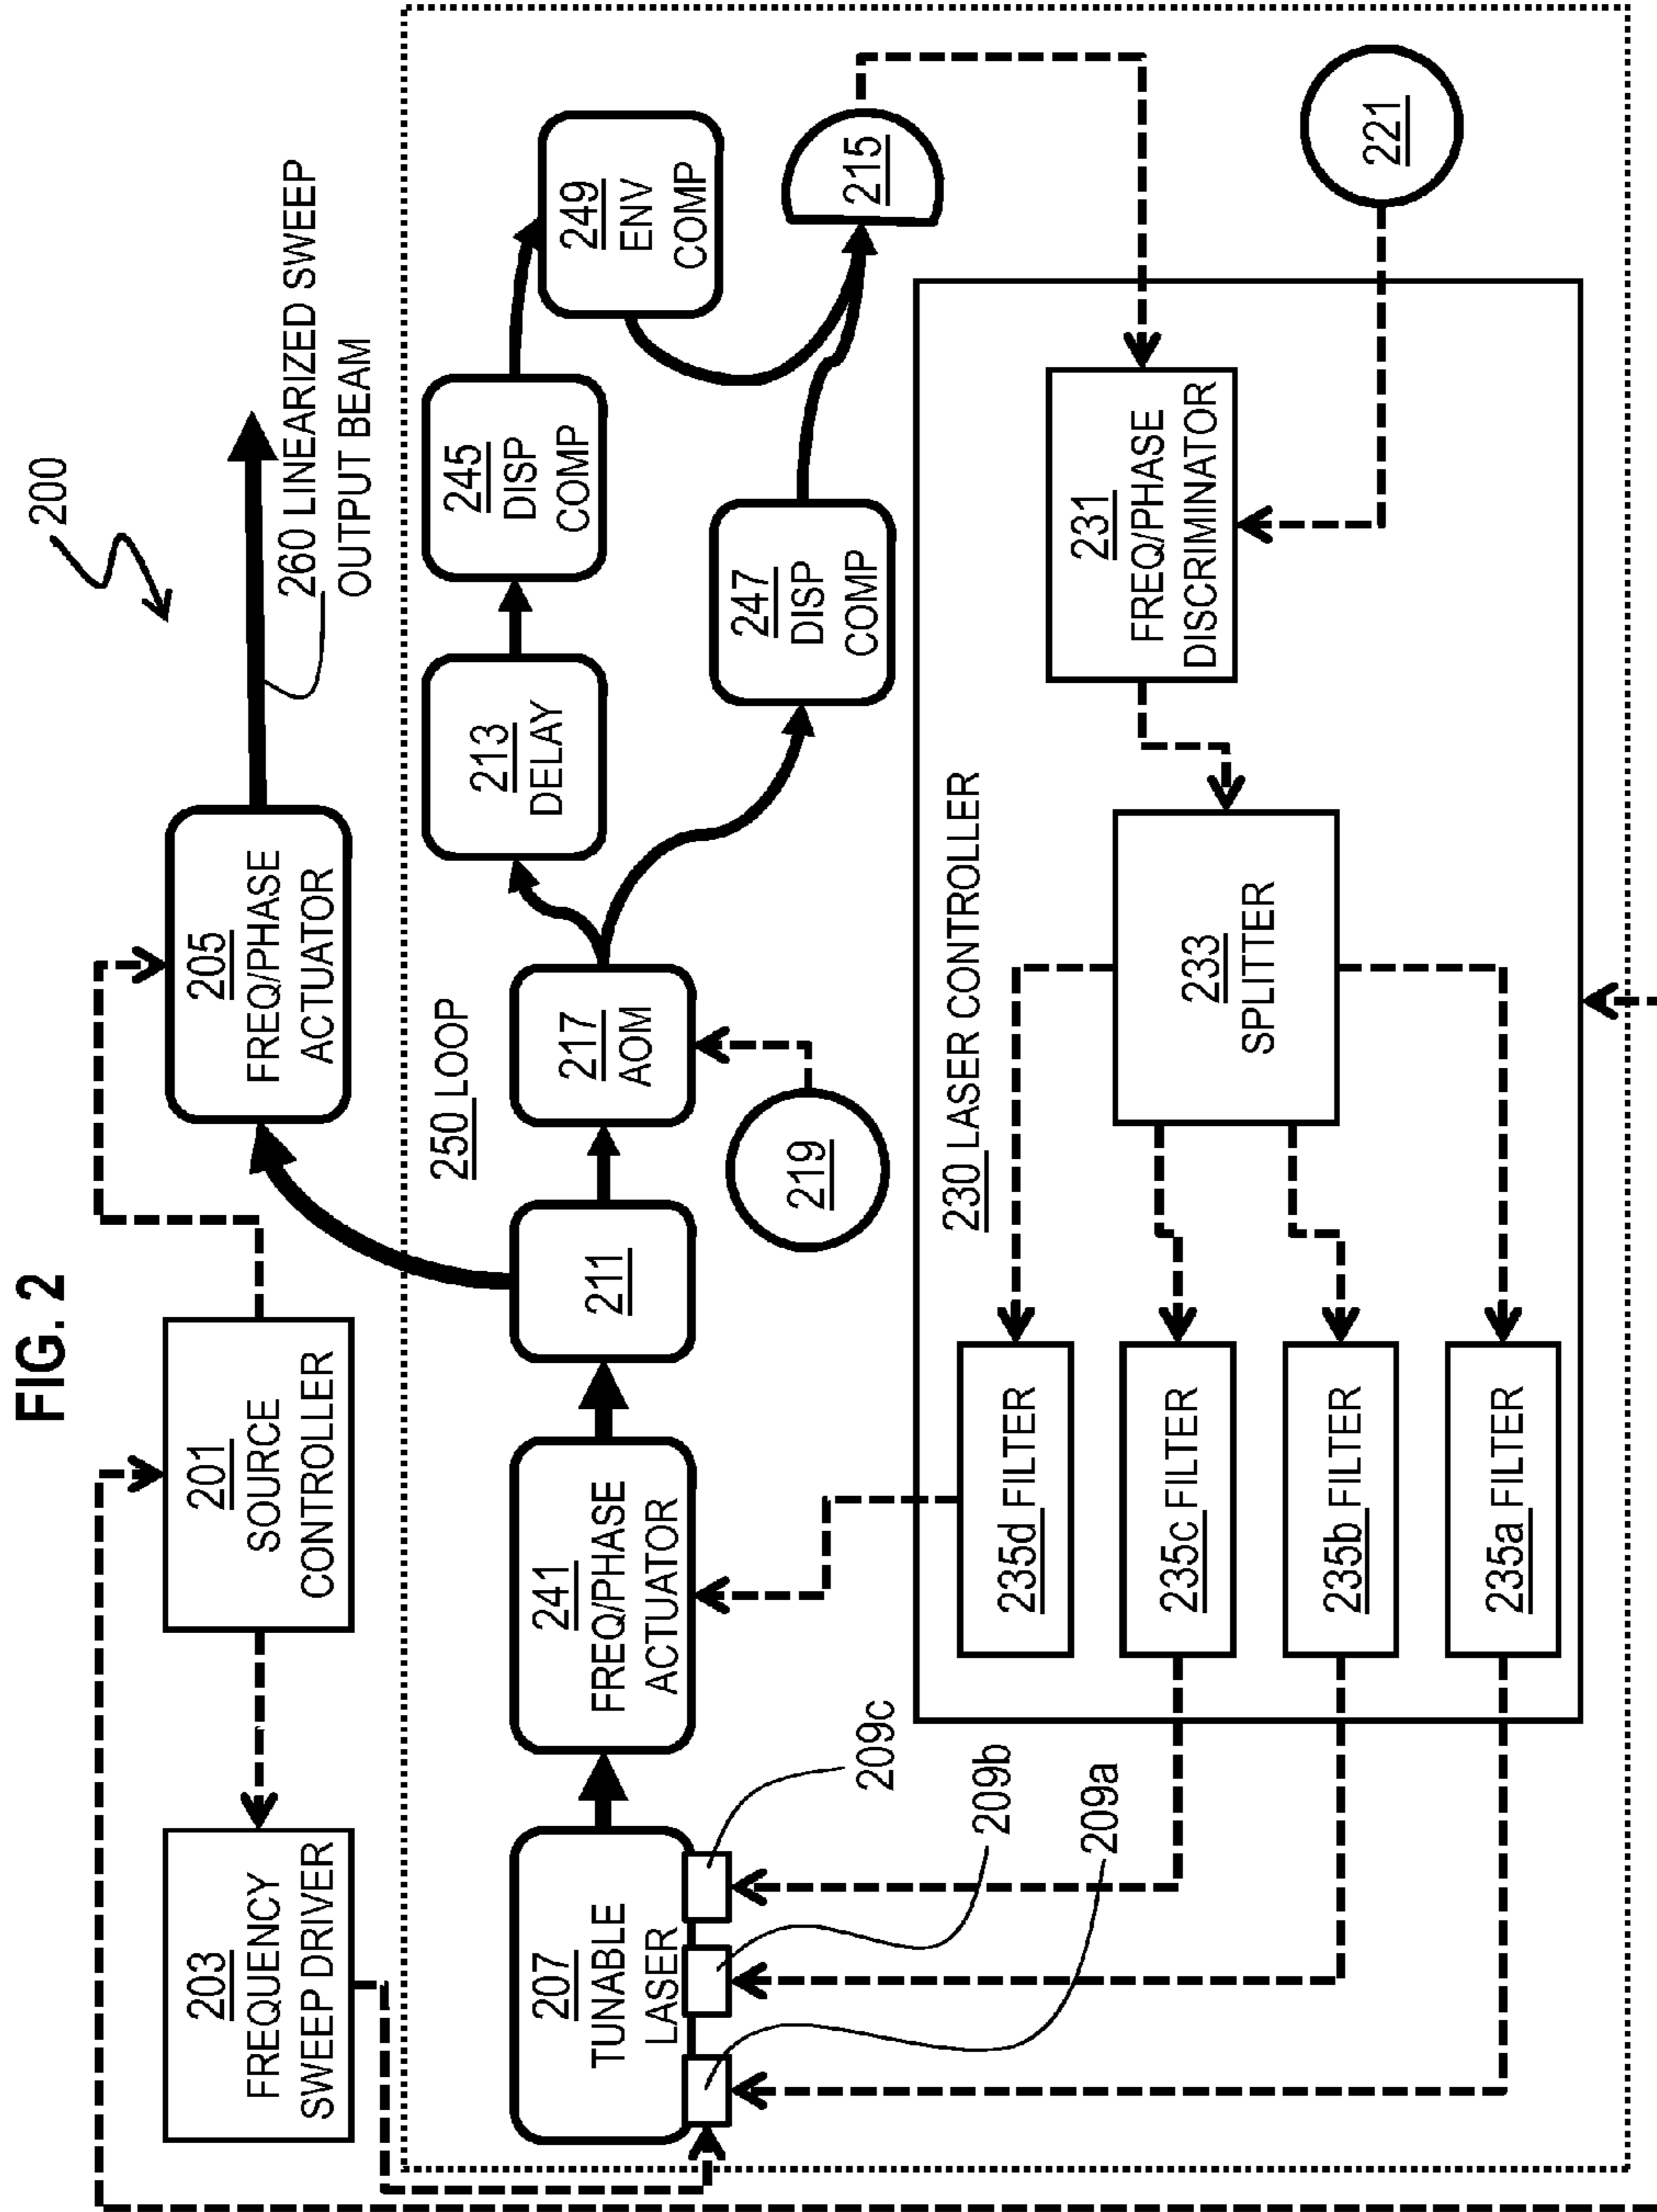 FIG. 2
200
203
FREQUENCY
SWEEP DRIVER
201
SOURCE
CONTROLLER
205
FREQ/PHASE
ACTUATOR
260 LINEARIZED SWEEP
OUTPUT BEAM
250 LOOP
207
TUNABLE
LASER
209c
209b
209a
241
FREQ/PHASE
ACTUATOR
211
217
AOM
219
213
DELAY
245
DISP
COMP
249
ENV
COMP
247
DISP
COMP
215
221
230 LASER CONTROLLER
231
FREQ/PHASE
DISCRIMINATOR
233
SPLITTER
235d FILTER
235c FILTER
235b FILTER
235a FILTER